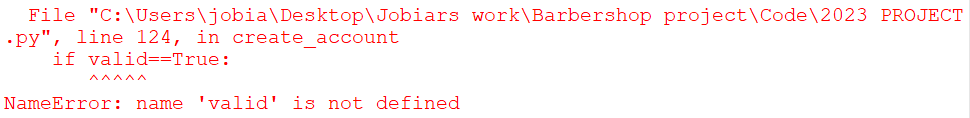 File "C:\Users\jobia\Desktop\Jobiars work\Barbershop project\Code\2023 PROJECT
.py", line 124, in create_account
    if valid==True:
       ^^^^^
NameError: name 'valid' is not defined